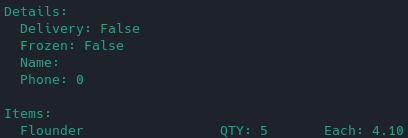 Details:
  Delivery: False
  Frozen: False
  Name:
  Phone: 0

Items:
  Flounder                 QTY: 5       Each: 4.10